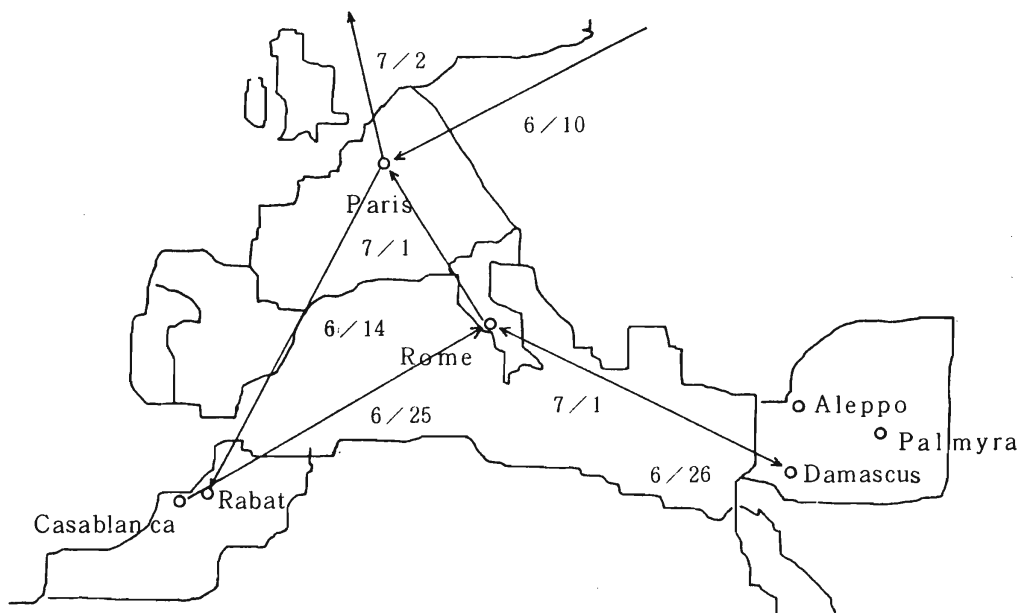 7/2
6/10
Paris
7/1
6/14
Rome
6/25
7/1
Aleppo
Palmyra
6/26
Damascus
Rabat
Casablanca